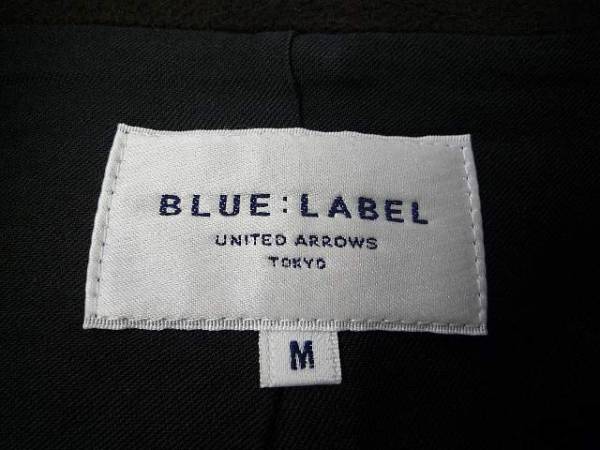 BLUE:LABEL
UNITED ARROWS
TOKYO
M